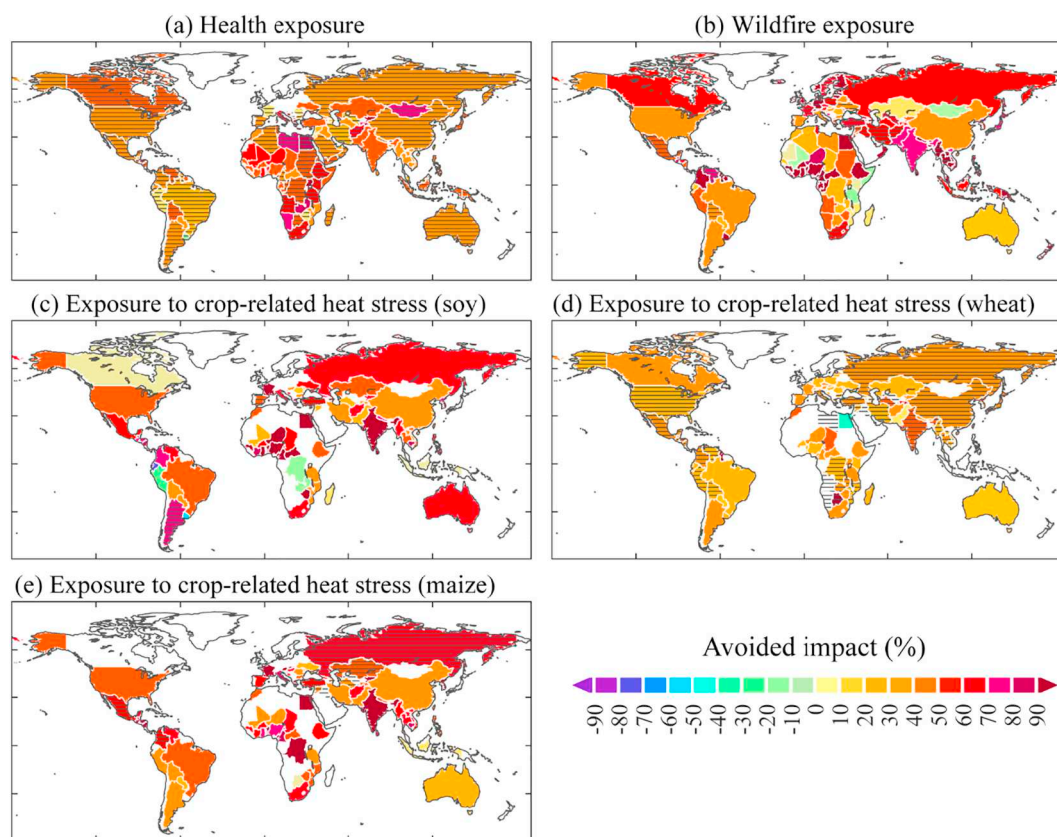 (a) Health exposure
(b) Wildfire exposure
(c) Exposure to crop-related heat stress (soy)
(d) Exposure to crop-related heat stress (wheat)
(e) Exposure to crop-related heat stress (maize)
Avoided impact (%)
-90 -80 -70 -60 -50 -40 -30 -20 -10 0 10 20 30 40 50 60 70 80 90